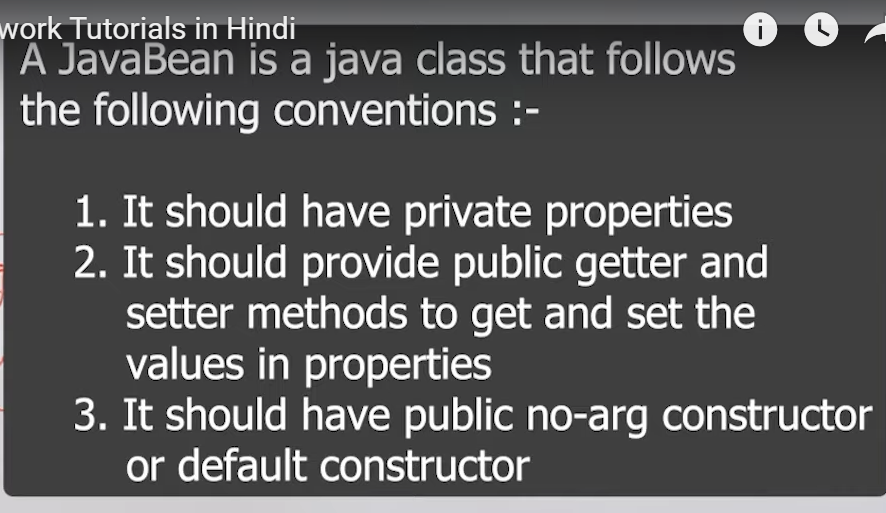 work Tutorials in Hindi
A JavaBean is a java class that follows
the following conventions :-
1. It should have private properties
2. It should provide public getter and
setter methods to get and set the
values in properties
3. It should have public no-arg constructor
or default constructor